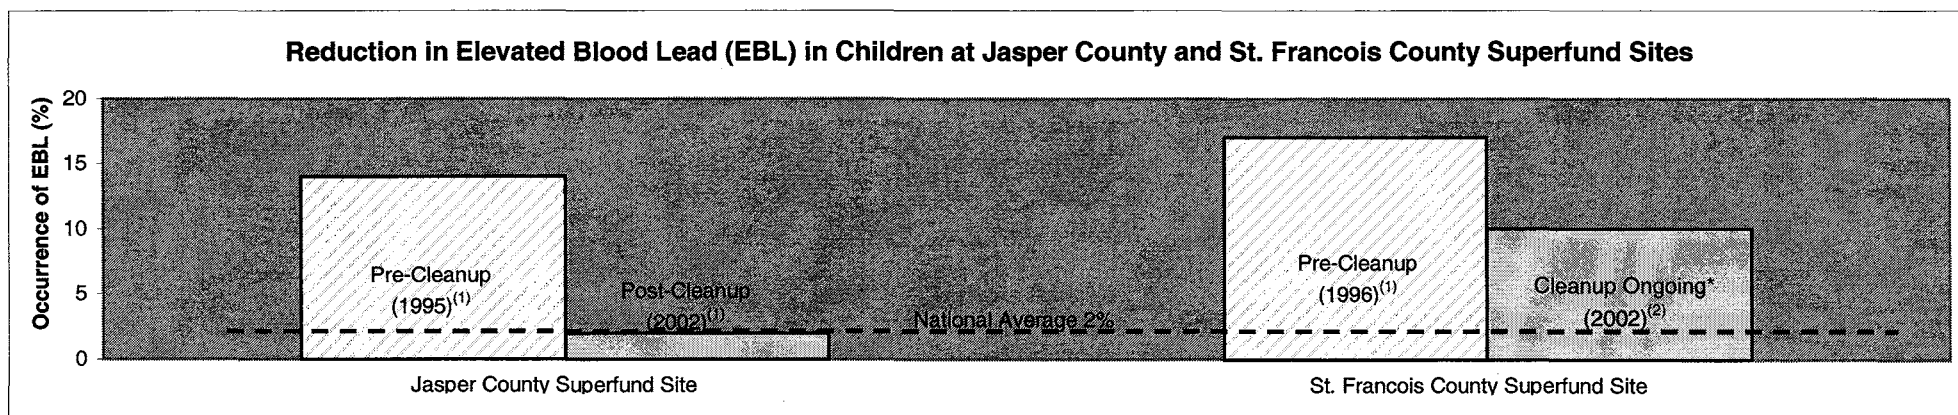 Reduction in Elevated Blood Lead (EBL) in Children at Jasper County and St. Francois County Superfund Sites
Occurrence of EBL (%)
20
15
10
5
0
Pre-Cleanup
(1995)(1)
Post-Cleanup
(2002)(1)
National Average 2%
Pre-Cleanup
(1996)(1)
Cleanup Ongoing*
(2002)(2)
Jasper County Superfund Site
St. Francois County Superfund Site